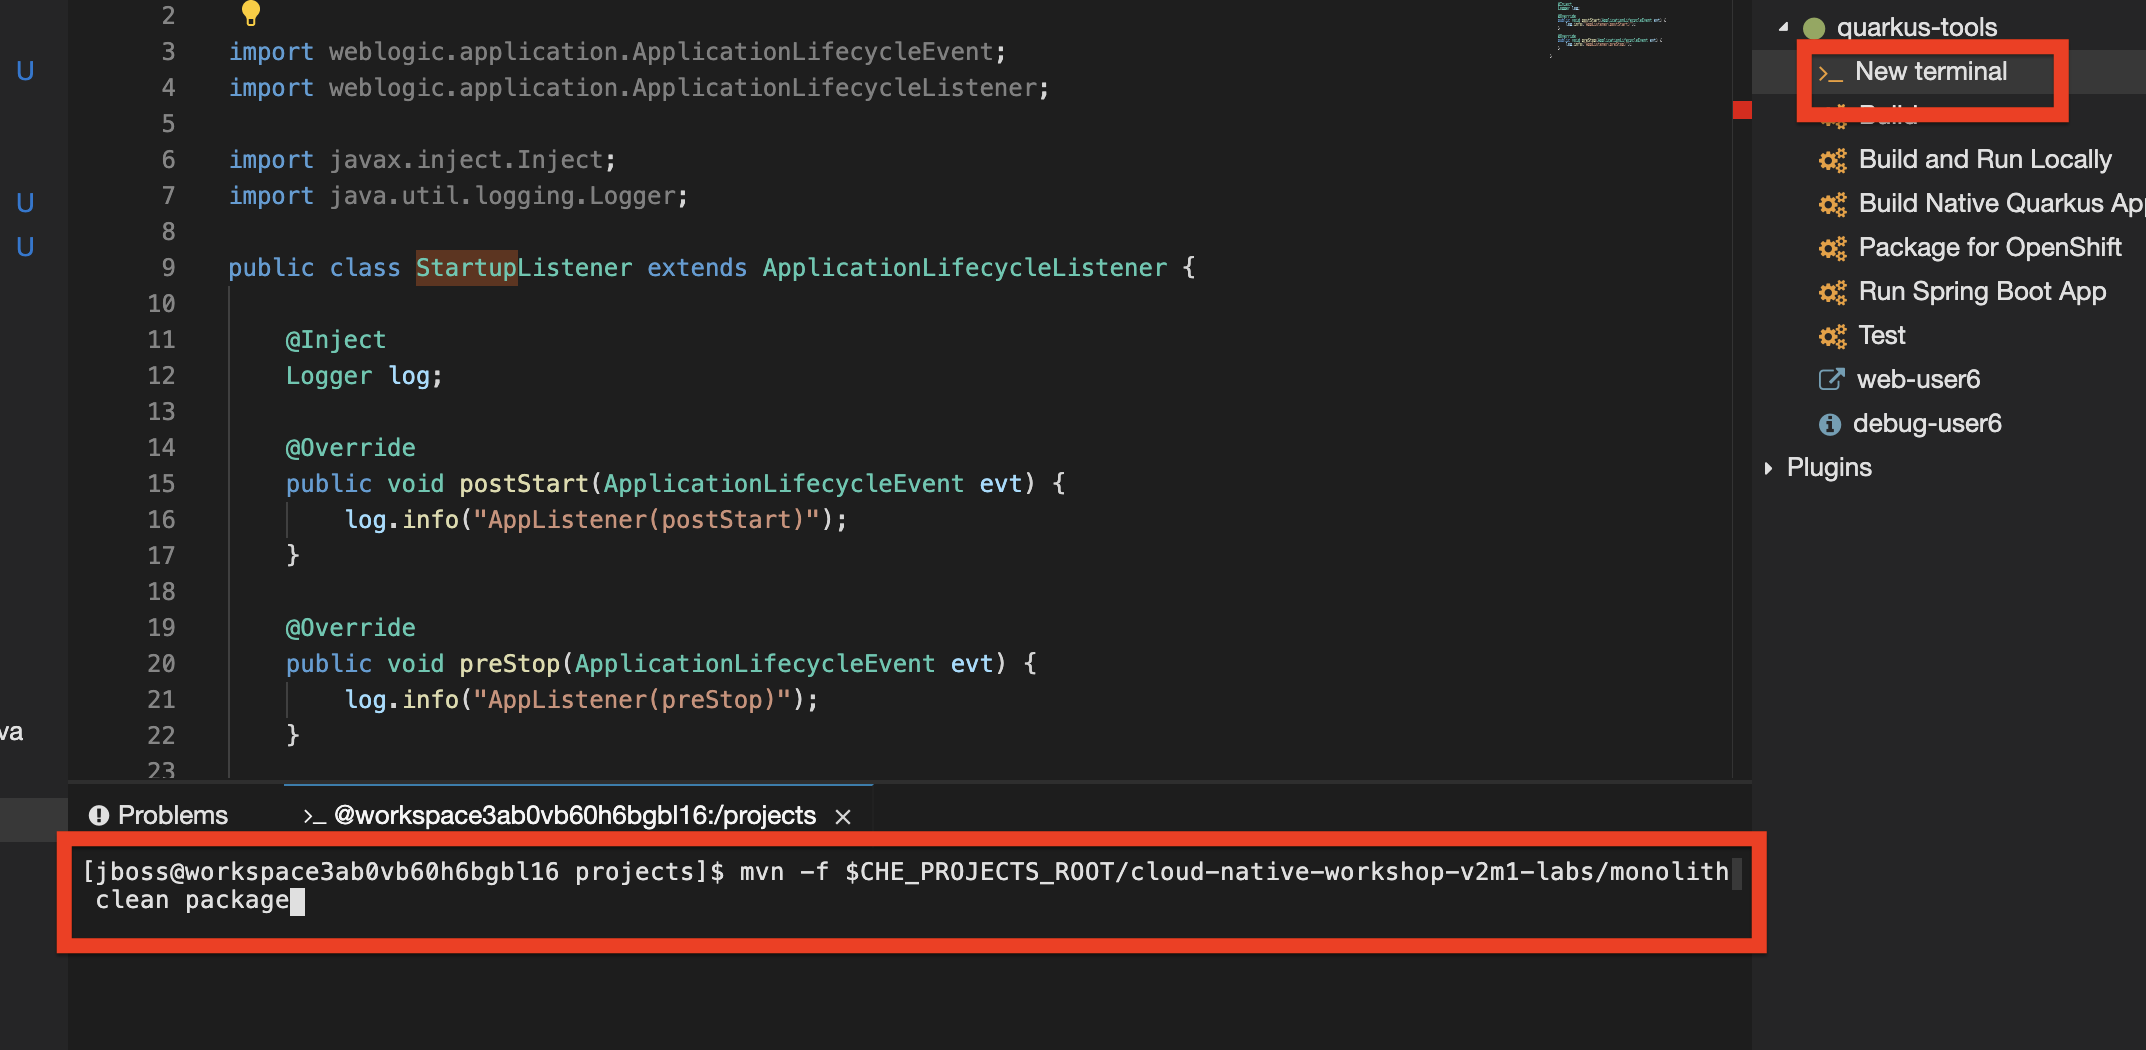 2
3 import weblogic.application.ApplicationLifecycleEvent;
4 import weblogic.application.ApplicationLifecycleListener;
5
6 import javax.inject.Inject;
7 import java.util.logging.Logger;
8
9 public class StartupListener extends ApplicationLifecycleListener {
10
11 @Inject
12 Logger log;
13
14 @Override
15 public void postStart(ApplicationLifecycleEvent evt) {
16 log.info("AppListener(postStart)");
17 }
18
19 @Override
20 public void preStop(ApplicationLifecycleEvent evt) {
21 log.info("AppListener(preStop)");
22 }
23
U
U
U
va
quarkus-tools
>_ New terminal
Build
Build and Run Locally
Build Native Quarkus App
Package for OpenShift
Run Spring Boot App
Test
web-user6
debug-user6
Plugins
Problems >_ @workspace3ab0vb60h6bgbl16:/projects ×
[jboss@workspace3ab0vb60h6bgbl16 projects]$ mvn -f $CHE_PROJECTS_ROOT/cloud-native-workshop-v2m1-labs/monolith
clean package